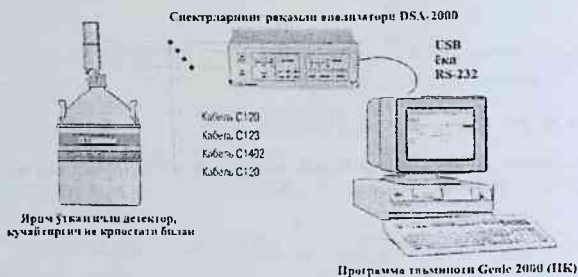 Спектрларнинг рақамли анализатори DSA-2000
USB
ёки
RS-232
Кабель С120
Кабель С123
Кабель С1402
Кабель С120
Ярим ўтказгичли детектор,
кучайтиргич ва криостати билан
Программа таъминоти Genie 2000 (ПК)